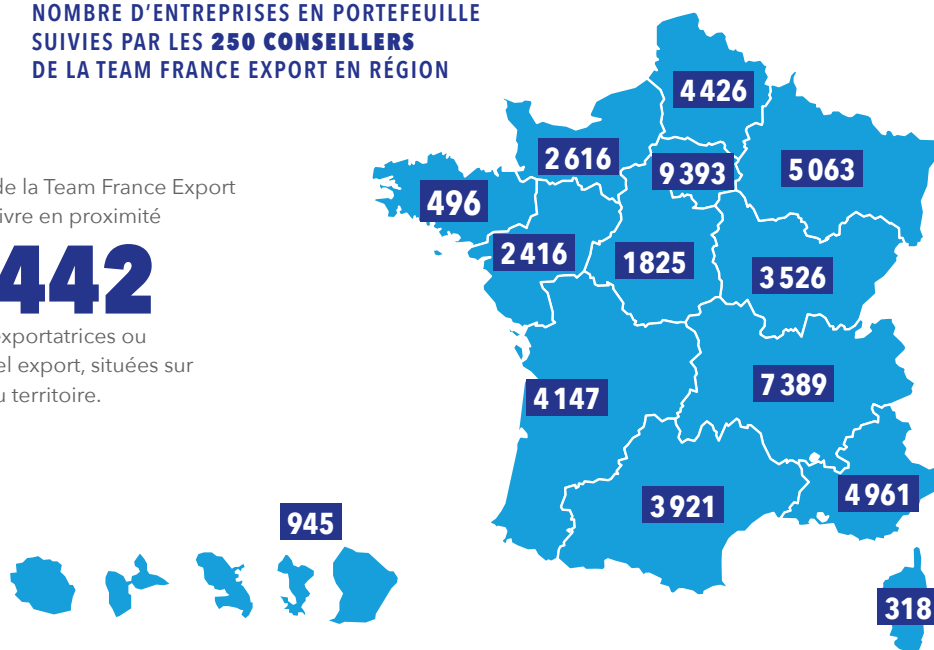 NOMBRE D'ENTREPRISES EN PORTEFEUILLE
SUIVIES PAR LES 250 CONSEILLERS
DE LA TEAM FRANCE EXPORT EN RÉGION
de la Team France Export
ivre en proximité
442
exportatrices ou
el export, situées sur
u territoire.
4 426
2 616
9 393
5 063
496
2 416
1825
3 526
4 147
7 389
3 921
4 961
945
318